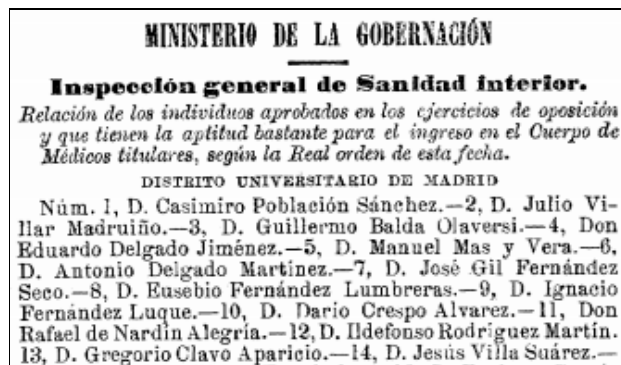 MINISTERIO DE LA GOBERNACIÓN
Inspección general de Sanidad interior.
Relación de los individuos aprobados en los ejercicios de oposición
y que tienen la aptitud bastante para el ingreso en el Cuerpo de
Médicos titulares, según la Real orden de esta fecha.
DISTRITO UNIVERSITARIO DE MADRID
Núm. 1, D. Casimiro Población Sánchez.—2, D. Julio Vi-
llar Madruiño.—3, D. Guillermo Balda Olaversi.—4, Don
Eduardo Delgado Jiménez.—5, D. Manuel Mas y Vera.—6,
D. Antonio Delgado Martínez.—7, D. José Gil Fernández
Seco.—8, D. Eusebio Fernández Lumbreras.—9, D. Ignacio
Fernández Luque.—10, D. Darío Crespo Alvarez.—11, Don
Rafael de Nardin Alegría.—12, D. Ildefonso Rodríguez Martín.
13, D. Gregorio Clavo Aparicio.—14, D. Jesús Villa Suárez.—